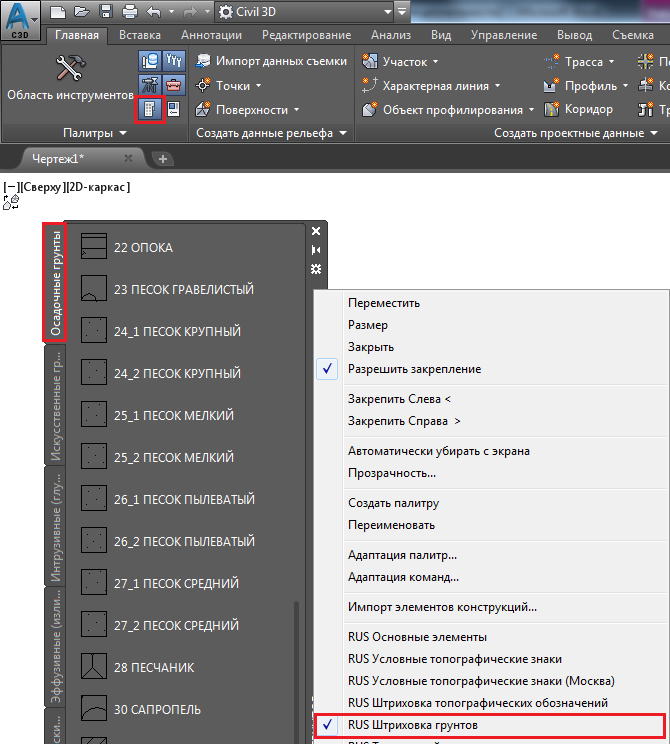 Civil 3D
C3D
Главная Вставка Аннотации Редактирование Анализ Вид Управление Вывод Съемка
Область инструментов
Импорт данных съемки
Точки
Поверхности
Участок
Характерная линия
Объект профилирования
Трасса
Профиль
Коридор
Палитры
Создать данные рельефа
Создать проектные данные
Чертеж1*
[−][Сверху][2D-каркас]
Осадочные грунты
Искусственные гр...
Интрузивные (глу...
Эффузивные (изли...
22 ОПОКА
23 ПЕСОК ГРАВЕЛИСТЫЙ
24_1 ПЕСОК КРУПНЫЙ
24_2 ПЕСОК КРУПНЫЙ
25_1 ПЕСОК МЕЛКИЙ
25_2 ПЕСОК МЕЛКИЙ
26_1 ПЕСОК ПЫЛЕВАТЫЙ
26_2 ПЕСОК ПЫЛЕВАТЫЙ
27_1 ПЕСОК СРЕДНИЙ
27_2 ПЕСОК СРЕДНИЙ
28 ПЕСЧАНИК
30 САПРОПЕЛЬ
Переместить
Размер
Закрыть
Разрешить закрепление
Закрепить Слева <
Закрепить Справа >
Автоматически убирать с экрана
Прозрачность...
Создать палитру
Переименовать
Адаптация палитр...
Адаптация команд...
Импорт элементов конструкций...
RUS Основные элементы
RUS Условные топографические знаки
RUS Условные топографические знаки (Москва)
RUS Штриховка топографических обозначений
RUS Штриховка грунтов